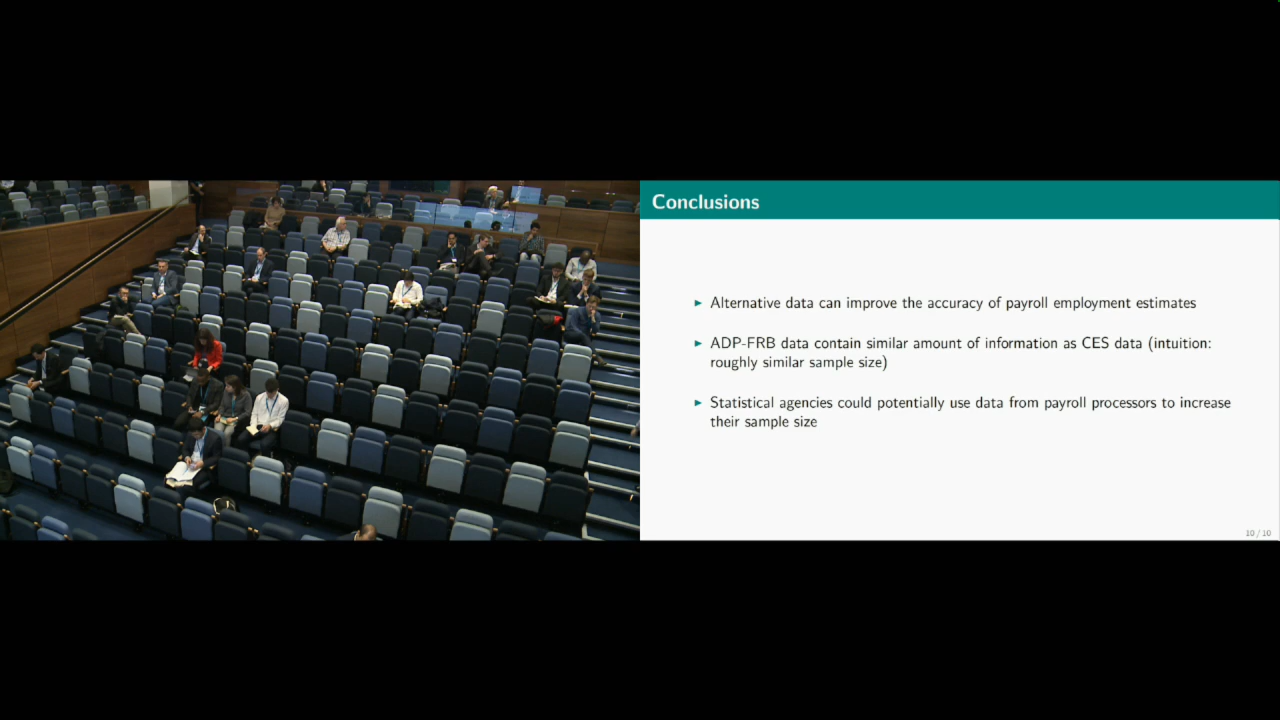 Conclusions
► Alternative data can improve the accuracy of payroll employment estimates
► ADP-FRB data contain similar amount of information as CES data (intuition:
roughly similar sample size)
► Statistical agencies could potentially use data from payroll processors to increase
their sample size
10 / 10